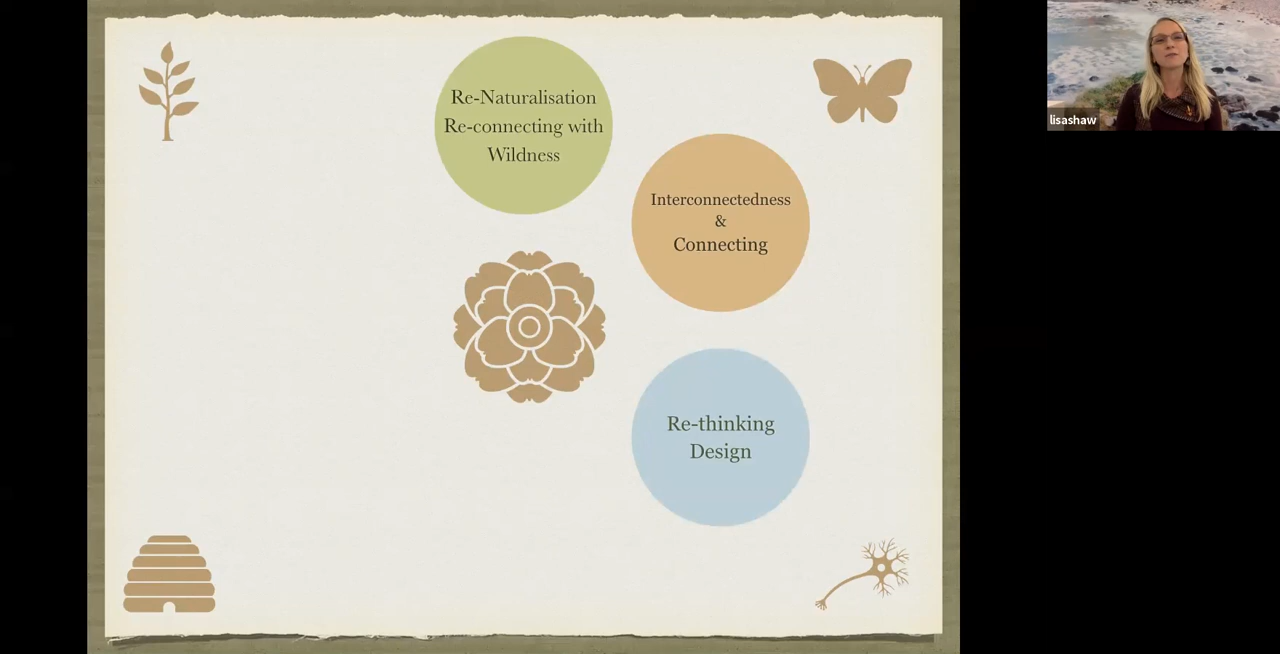 Re-Naturalisation
Re-connecting with
Wildness
Interconnectedness
&
Connecting
Re-thinking
Design
lisashaw